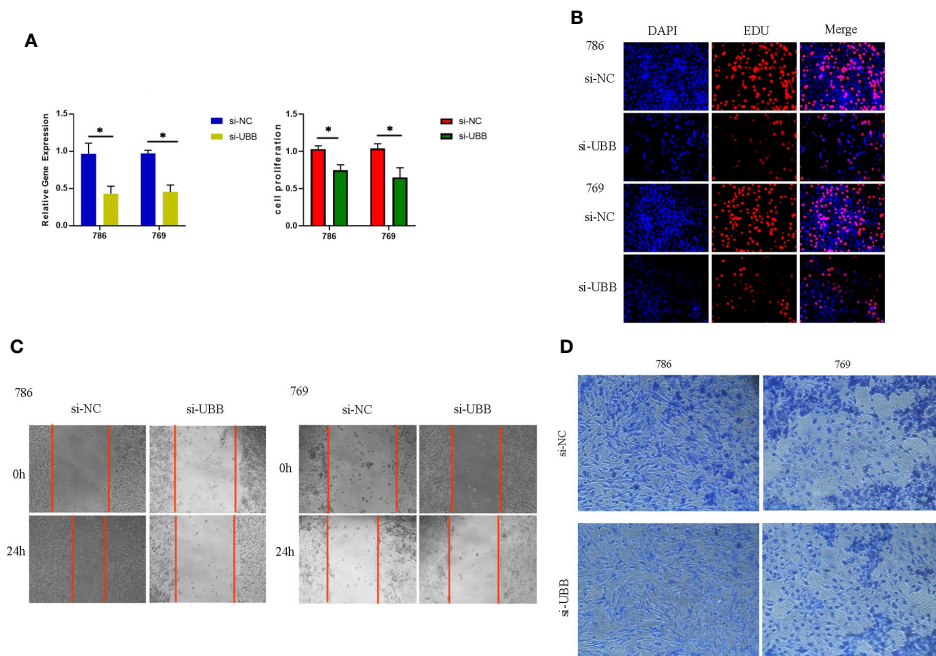 A
Relative Gene Expression
1.5
1.0
0.5
0.0
*
*
786
769
si-NC
si-UBB
cell proliferation
1.5
1.0
0.5
0.0
*
*
786
769
si-NC
si-UBB
B
DAPI EDU Merge
786
si-NC
si-UBB
769
si-NC
si-UBB
C
786
si-NC si-UBB
0h
24h
769
si-NC si-UBB
0h
24h
D
786 769
si-NC
si-UBB